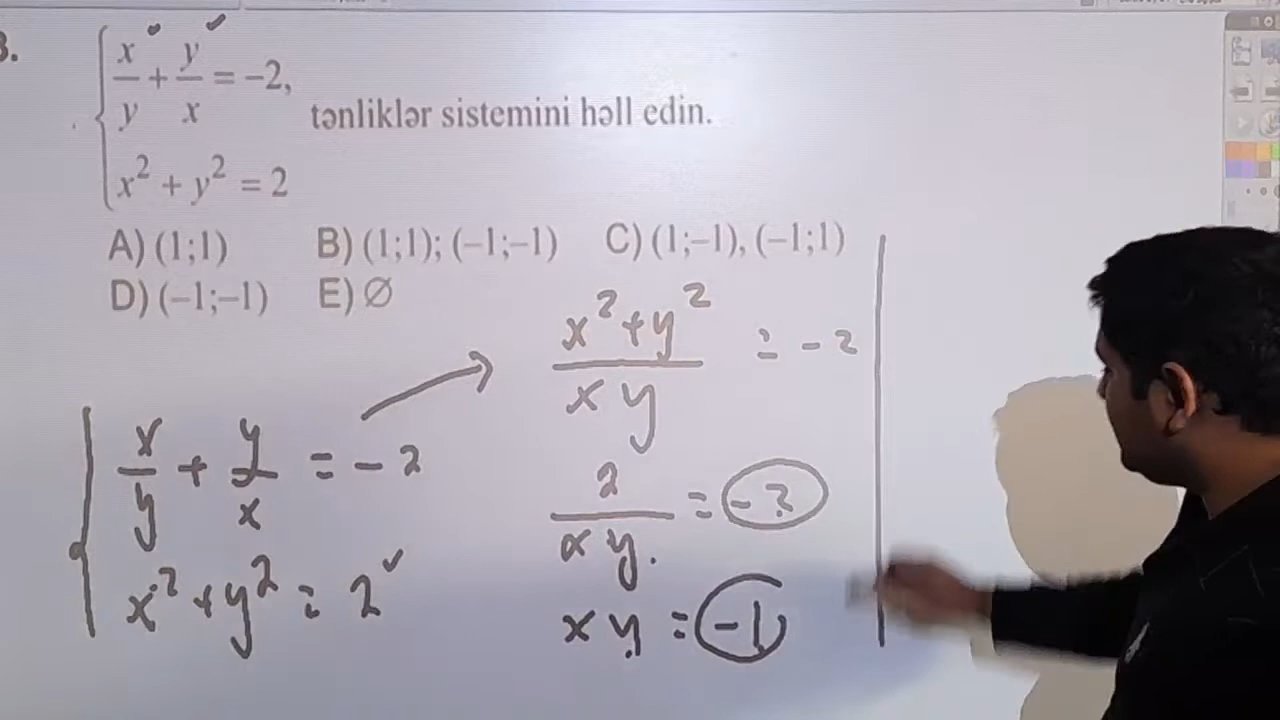 3.
x/y + y/x = -2,
x² + y² = 2
tənliklər sistemini həll edin.
A) (1;1) B) (1;1); (-1;-1) C) (1;-1), (-1;1)
D) (-1;-1) E) ∅
x/y + y/x = -2
x² + y² = 2
(x² + y²)/(xy) = -2
2/(xy) = -2
xy = -1